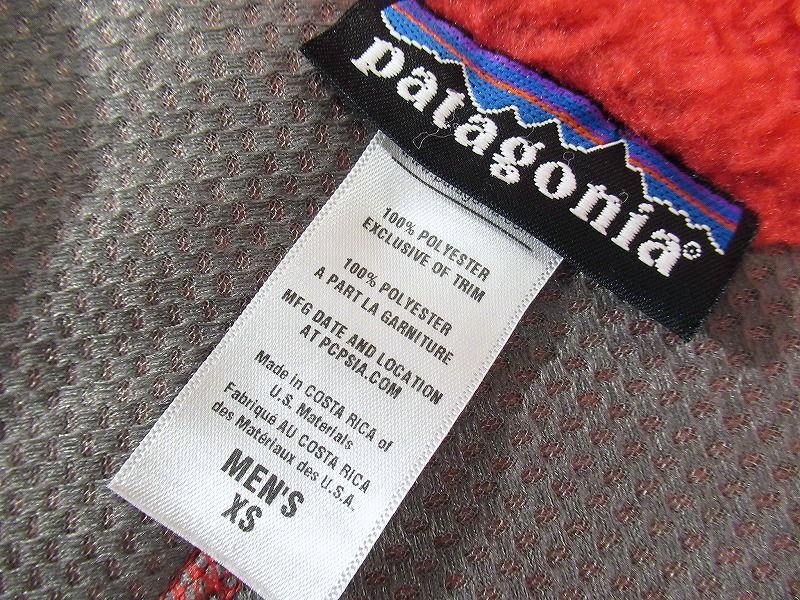 patagonia®
100% POLYESTER
EXCLUSIVE OF TRIM
100% POLYESTER
A PART LA GARNITURE
MFG DATE AND LOCATION
AT PCPSIA.COM
Made in COSTA RICA of
U.S. Materials
Fabriqué AU COSTA RICA
des Matériaux des U.S.A.
MEN'S
XS